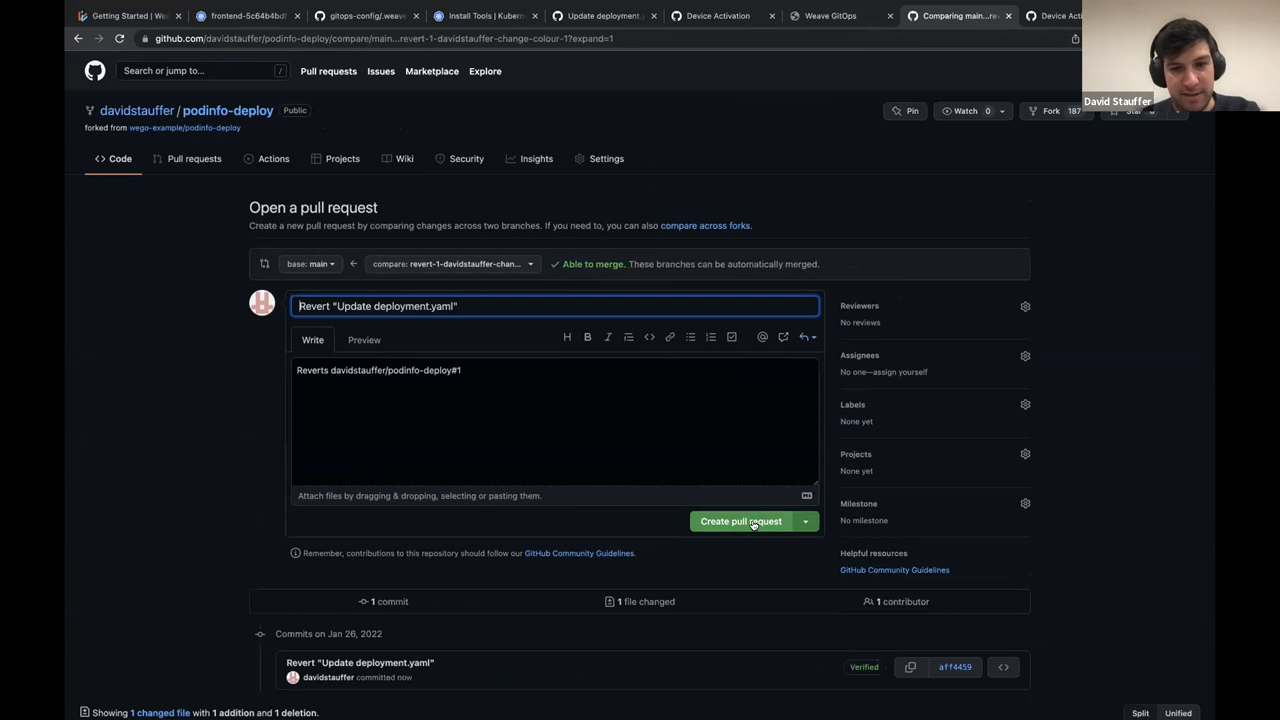 Getting Started | We
frontend-5c64b4bdf
gitops-config/.weave
Install Tools | Kubern
Update deployment.y
Device Activation
Weave GitOps
Comparing main...rev
Device Acti
github.com/davidstauffer/podinfo-deploy/compare/main...revert-1-davidstauffer-change-colour-1?expand=1
Search or jump to...
/
Pull requests
Issues
Marketplace
Explore
David Stauffer
davidstauffer / podinfo-deploy
Public
forked from wego-example/podinfo-deploy
Pin
Watch 0
Fork 187
Code
Pull requests
Actions
Projects
Wiki
Security
Insights
Settings
Open a pull request
Create a new pull request by comparing changes across two branches. If you need to, you can also compare across forks.
base: main
compare: revert-1-davidstauffer-chan...
Able to merge. These branches can be automatically merged.
Revert "Update deployment.yaml"
Write
Preview
Reverts davidstauffer/podinfo-deploy#1
Attach files by dragging & dropping, selecting or pasting them.
Create pull request
Remember, contributions to this repository should follow our GitHub Community Guidelines.
Reviewers
No reviews
Assignees
No one—assign yourself
Labels
None yet
Projects
None yet
Milestone
No milestone
Helpful resources
GitHub Community Guidelines
1 commit
1 file changed
1 contributor
Commits on Jan 26, 2022
Revert "Update deployment.yaml"
davidstauffer committed now
Verified
aff4459
Showing 1 changed file with 1 addition and 1 deletion.
Split
Unified